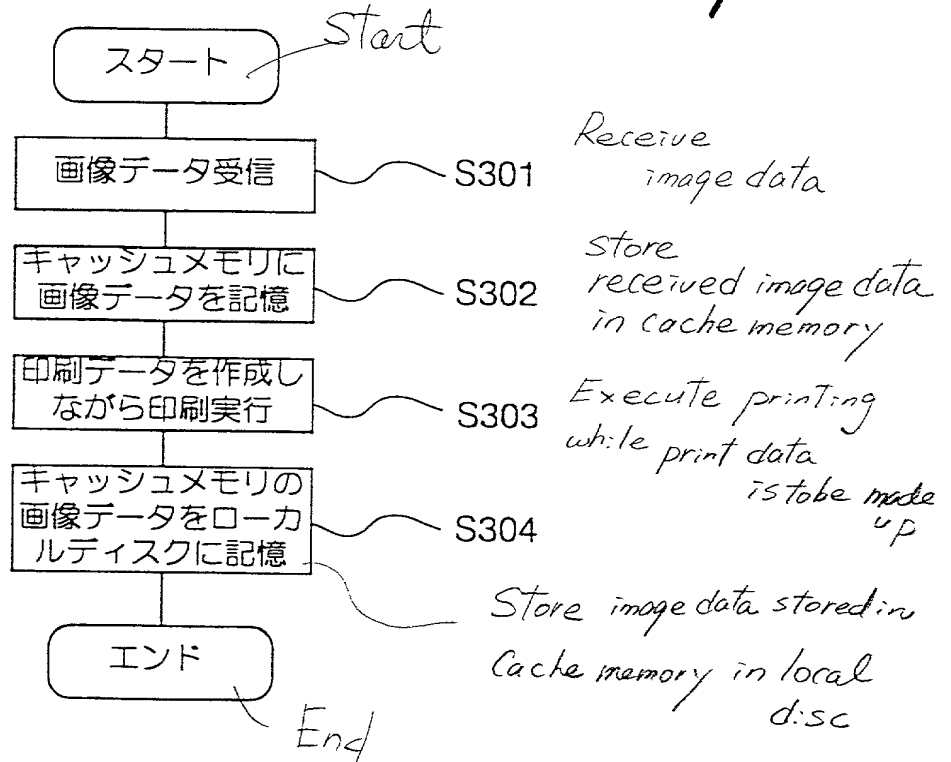 スタート
Start
画像データ受信
S301
Receive
image data
キャッシュメモリに
画像データを記憶
S302
store
received image data
in cache memory
印刷データを作成し
ながら印刷実行
S303
Execute printing
while print data
is to be made
up
キャッシュメモリの
画像データをローカ
ルディスクに記憶
S304
Store image data stored in
Cache memory in local
disc
エンド
End